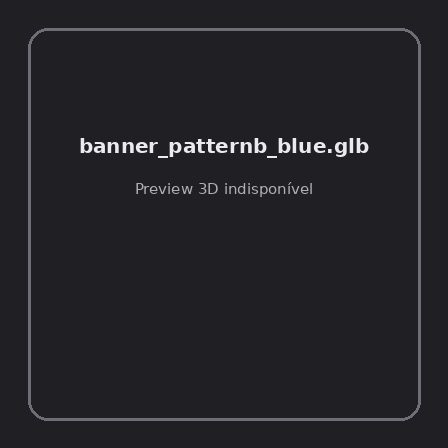 banner_patternb_blue.glb
Preview 3D indisponível